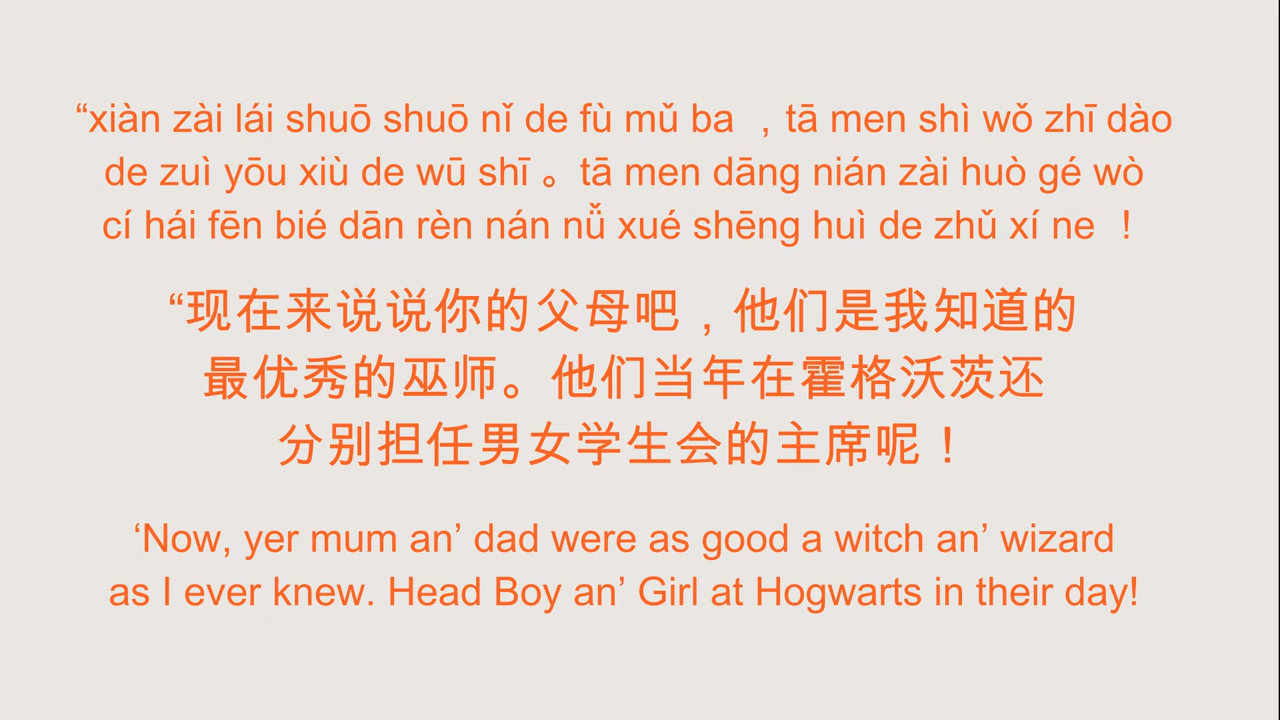 “xiàn zài lái shuō shuō nǐ de fù mǔ ba ，tā men shì wǒ zhī dào
de zuì yōu xiù de wū shī 。tā men dāng nián zài huò gé wò
cí hái fēn bié dān rèn nán nǚ xué shēng huì de zhǔ xí ne ！
“现在来说说你的父母吧，他们是我知道的
最优秀的巫师。他们当年在霍格沃茨还
分别担任男女学生会的主席呢！
‘Now, yer mum an’ dad were as good a witch an’ wizard
as I ever knew. Head Boy an’ Girl at Hogwarts in their day!